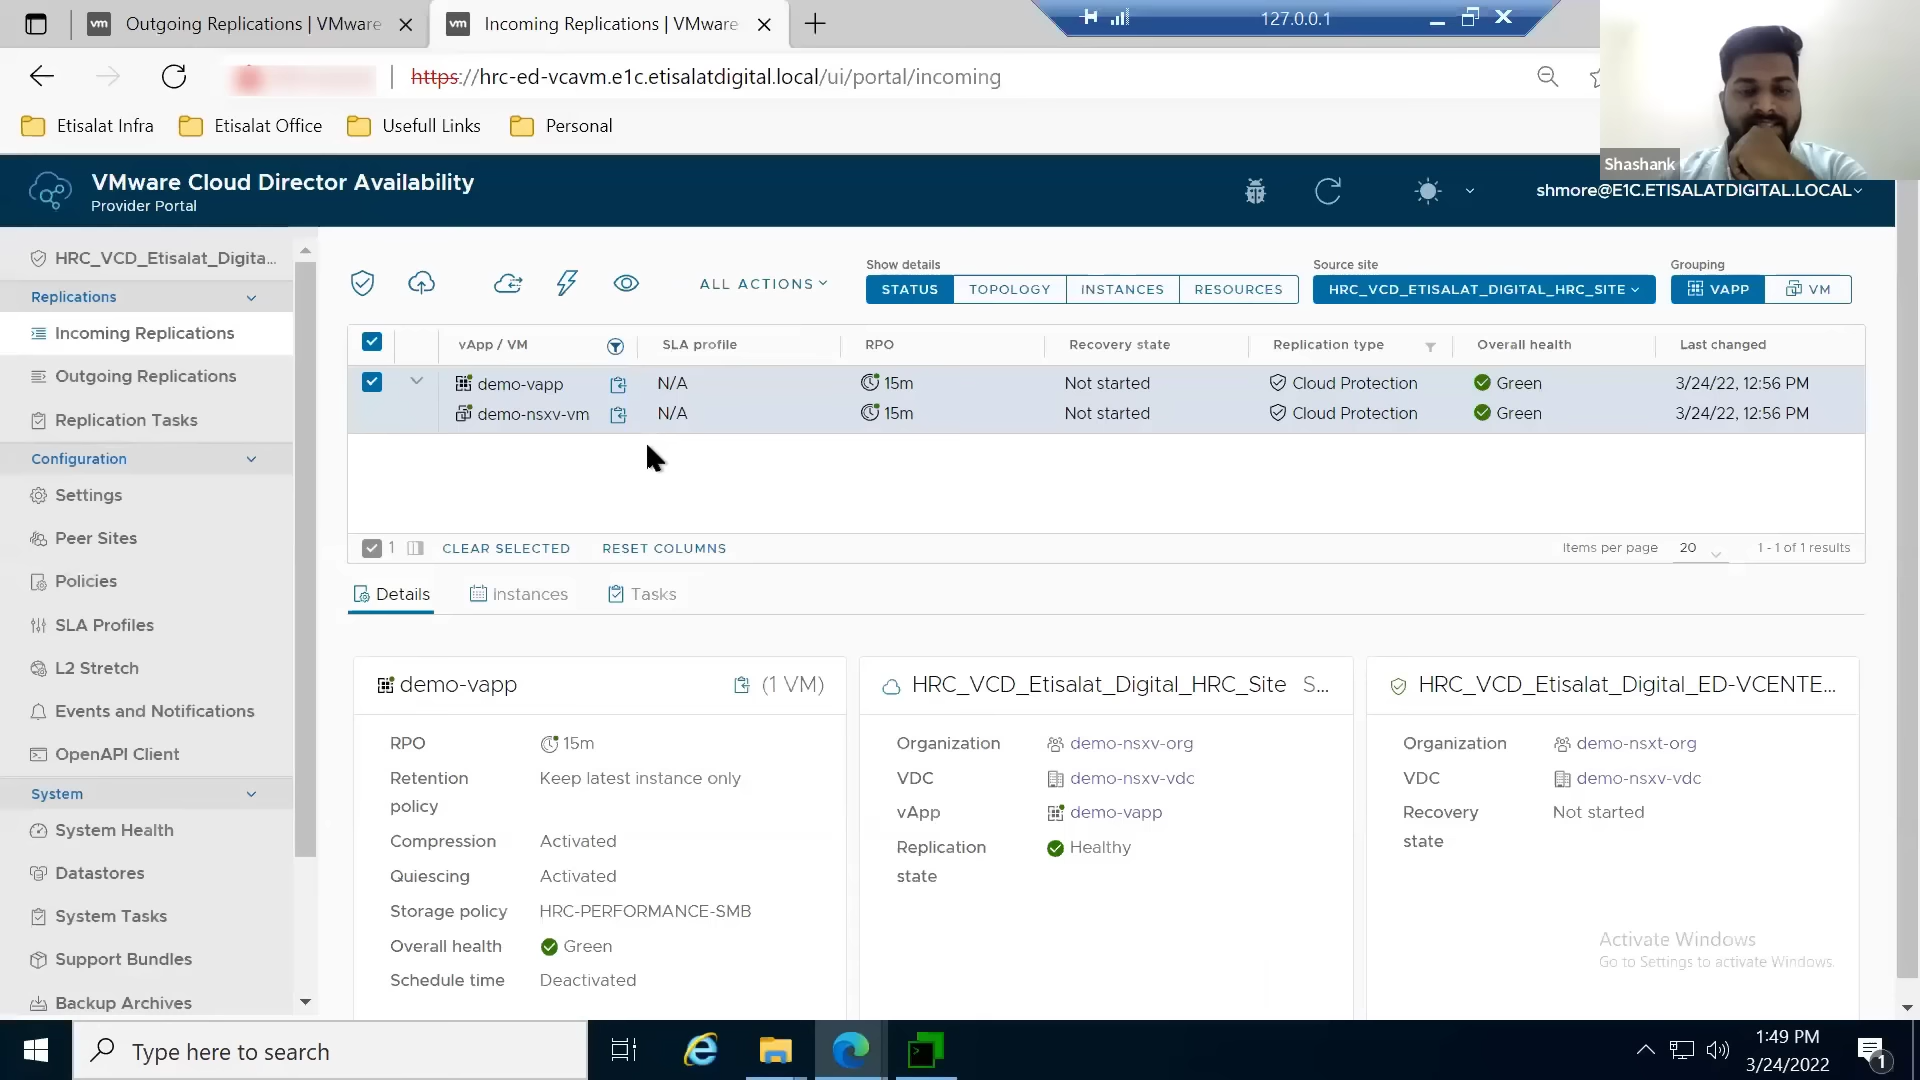 Outgoing Replications | VMware
Incoming Replications | VMware
127.0.0.1
https://hrc-ed-vcavm.e1c.etisalatdigital.local/ui/portal/incoming
Etisalat Infra
Etisalat Office
Usefull Links
Personal
Shashank
VMware Cloud Director Availability
Provider Portal
shmore@E1C.ETISALATDIGITAL.LOCAL
HRC_VCD_Etisalat_Digita...
Replications
Incoming Replications
Outgoing Replications
Replication Tasks
Configuration
Settings
Peer Sites
Policies
SLA Profiles
L2 Stretch
Events and Notifications
OpenAPI Client
System
System Health
Datastores
System Tasks
Support Bundles
Backup Archives
ALL ACTIONS
Show details
STATUS TOPOLOGY INSTANCES RESOURCES
Source site
HRC_VCD_ETISALAT_DIGITAL_HRC_SITE
Grouping
VAPP VM
vApp / VM SLA profile RPO Recovery state Replication type Overall health Last changed
demo-vapp N/A 15m Not started Cloud Protection Green 3/24/22, 12:56 PM
demo-nsxv-vm N/A 15m Not started Cloud Protection Green 3/24/22, 12:56 PM
1 CLEAR SELECTED RESET COLUMNS Items per page 20 1 - 1 of 1 results
Details Instances Tasks
demo-vapp (1 VM)
RPO 15m
Retention policy Keep latest instance only
Compression Activated
Quiescing Activated
Storage policy HRC-PERFORMANCE-SMB
Overall health Green
Schedule time Deactivated
HRC_VCD_Etisalat_Digital_HRC_Site S...
Organization demo-nsxv-org
VDC demo-nsxv-vdc
vApp demo-vapp
Replication state Healthy
HRC_VCD_Etisalat_Digital_ED-VCENTE...
Organization demo-nsxt-org
VDC demo-nsxv-vdc
Recovery state Not started
Activate Windows
Go to Settings to activate Windows.
Type here to search
1:49 PM
3/24/2022
1